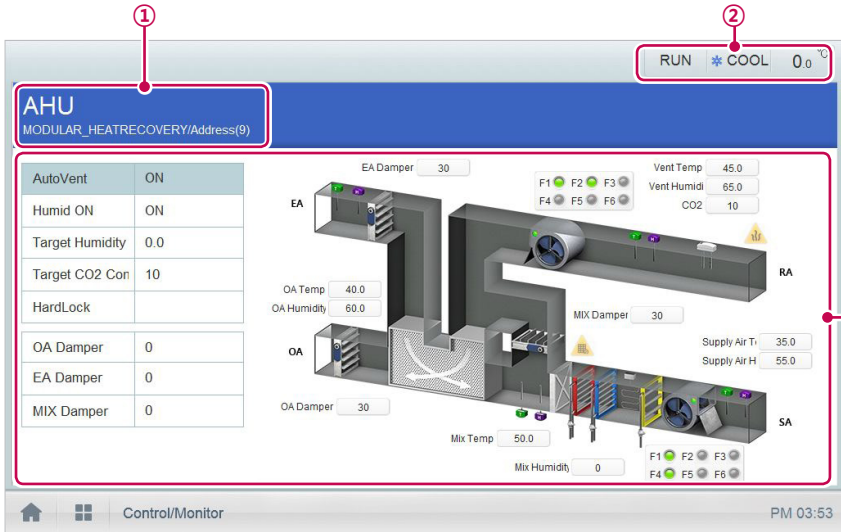 ① ②
RUN COOL 0.0 °C
AHU
MODULAR_HEATRECOVERY/Address(9)
AutoVent ON
Humid ON ON
Target Humidity 0.0
Target CO2 Con 10
HardLock
OA Damper 0
EA Damper 0
MIX Damper 0
EA Damper 30
F1 F2 F3
F4 F5 F6
Vent Temp 45.0
Vent Humidi 65.0
CO2 10
EA
RA
OA Temp 40.0
OA Humidity 60.0
MIX Damper 30
Supply Air T 35.0
Supply Air H 55.0
OA
OA Damper 30
SA
Mix Temp 50.0
Mix Humidity 0
F1 F2 F3
F4 F5 F6
Control/Monitor
PM 03:53